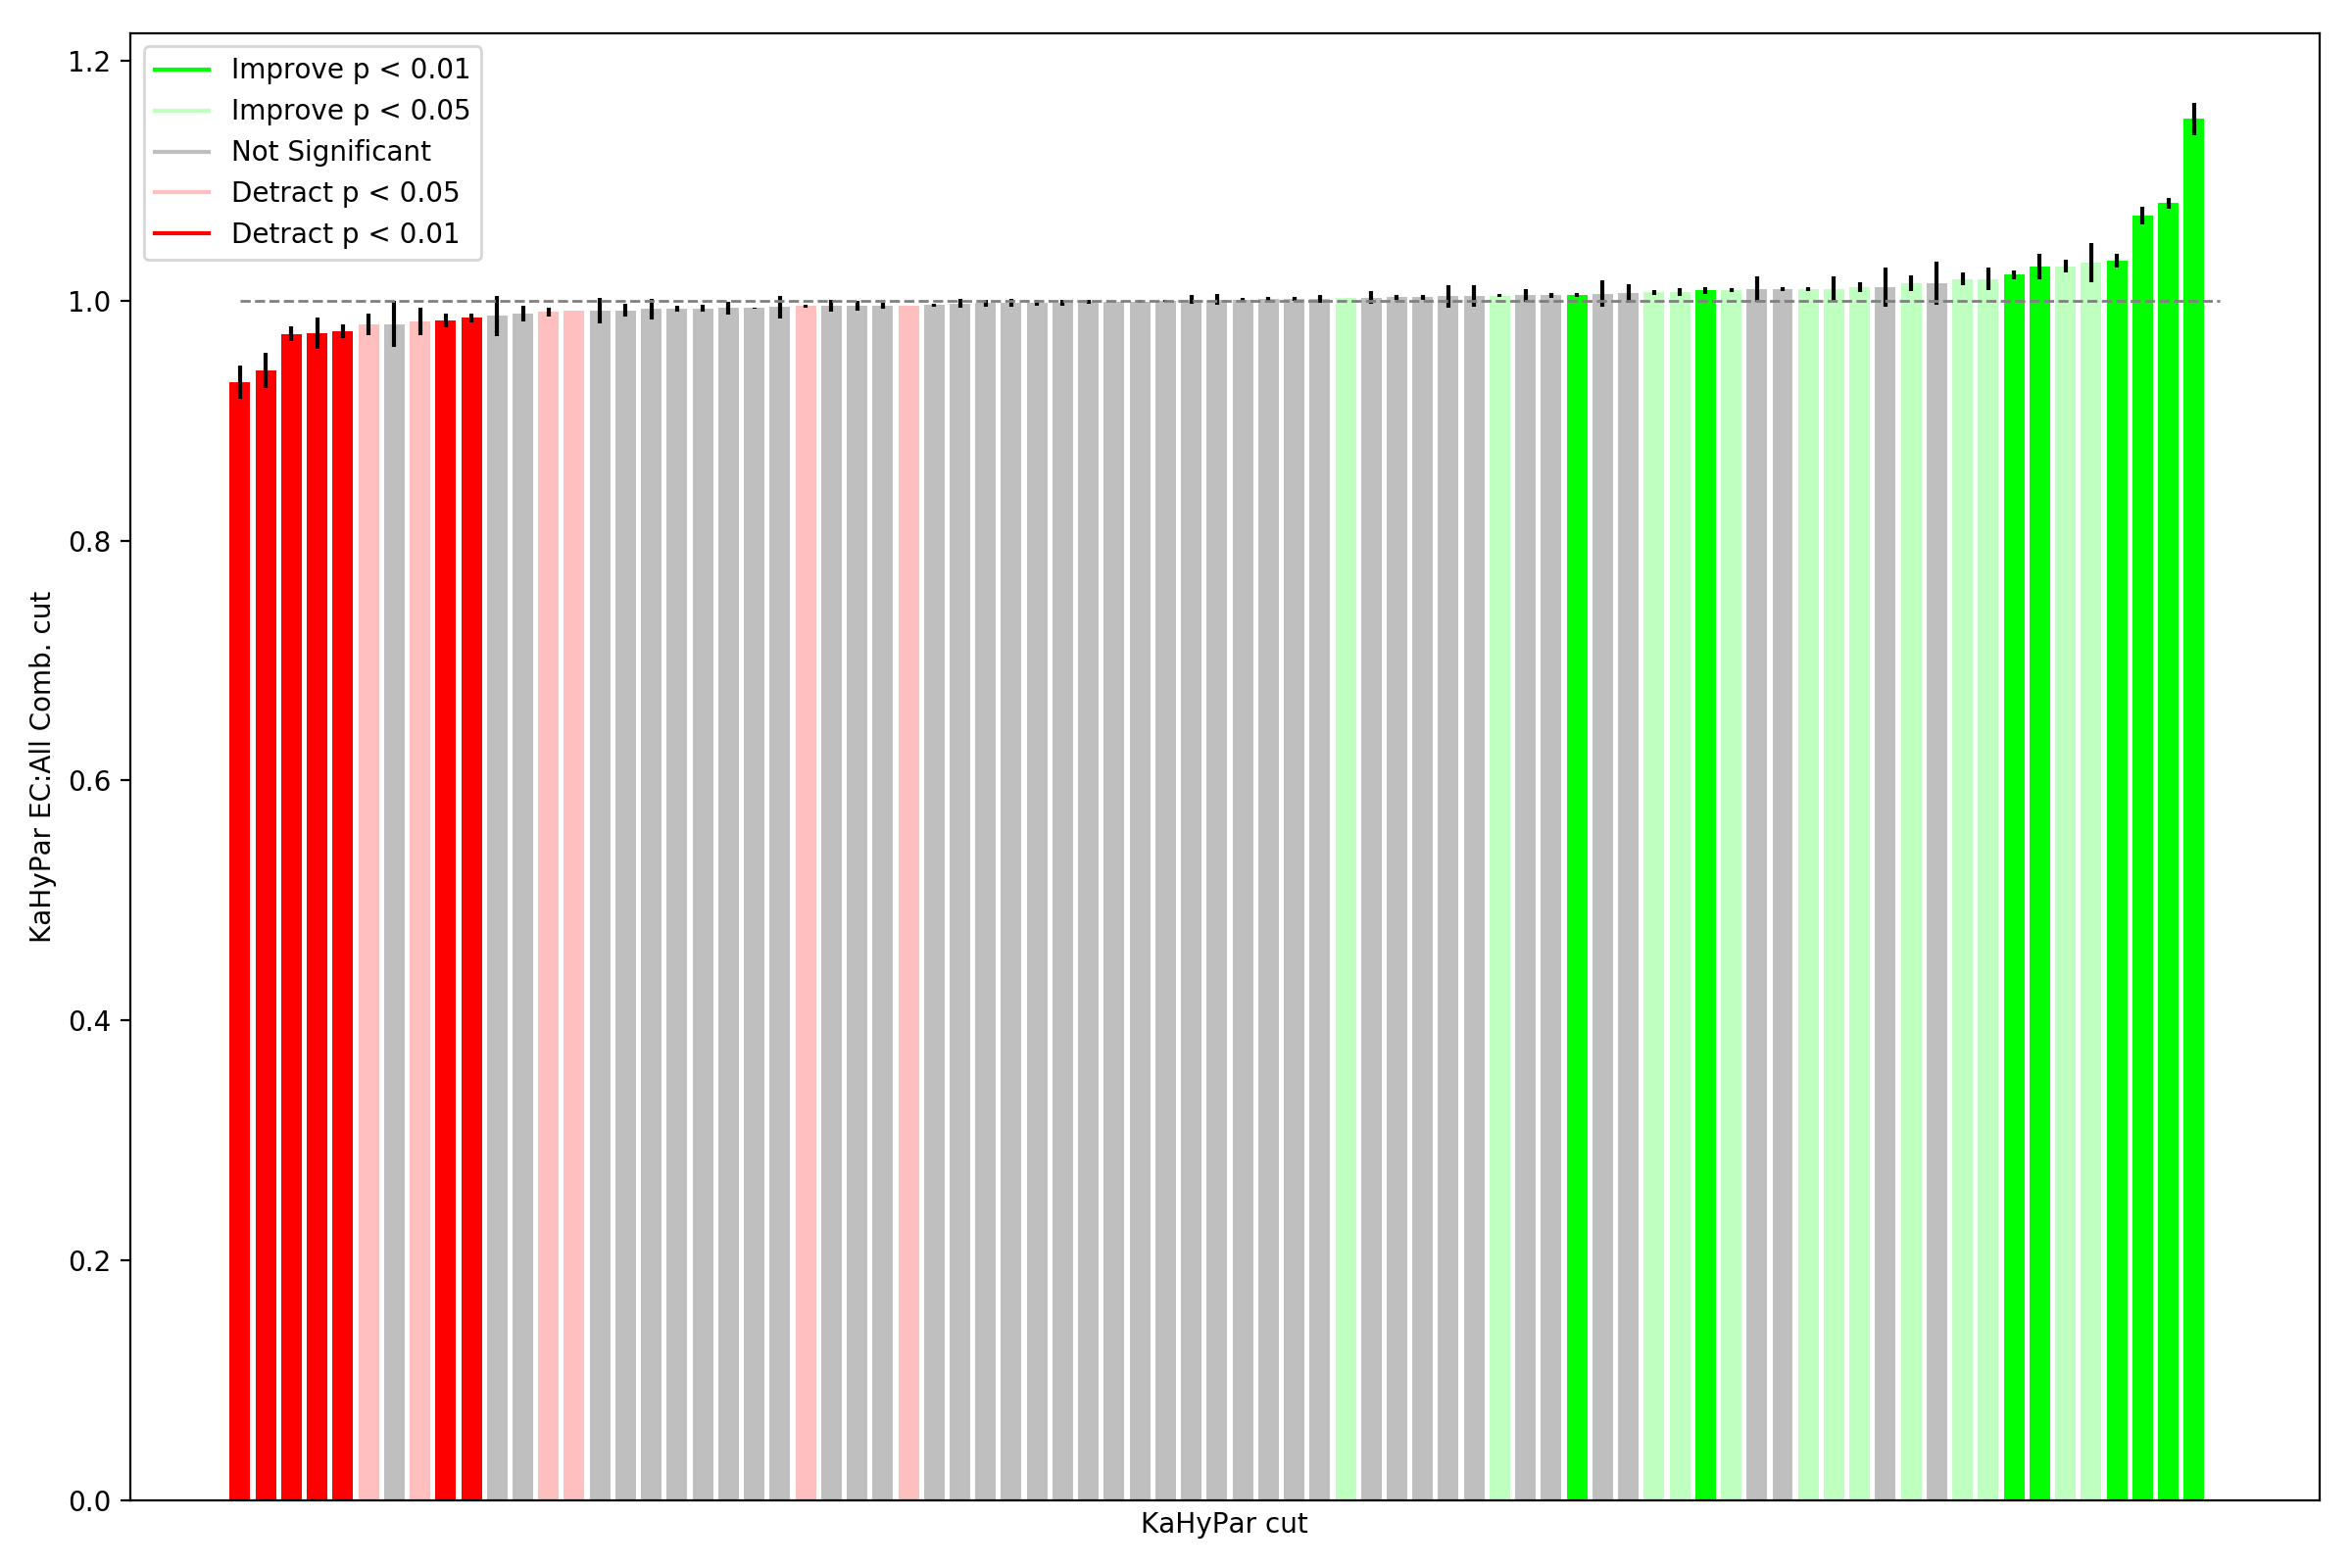 Improve p < 0.01
Improve p < 0.05
Not Significant
Detract p < 0.05
Detract p < 0.01
1.2
1.0
0.8
0.6
0.4
0.2
0.0
KaHyPar EC:All Comb. cut
KaHyPar cut